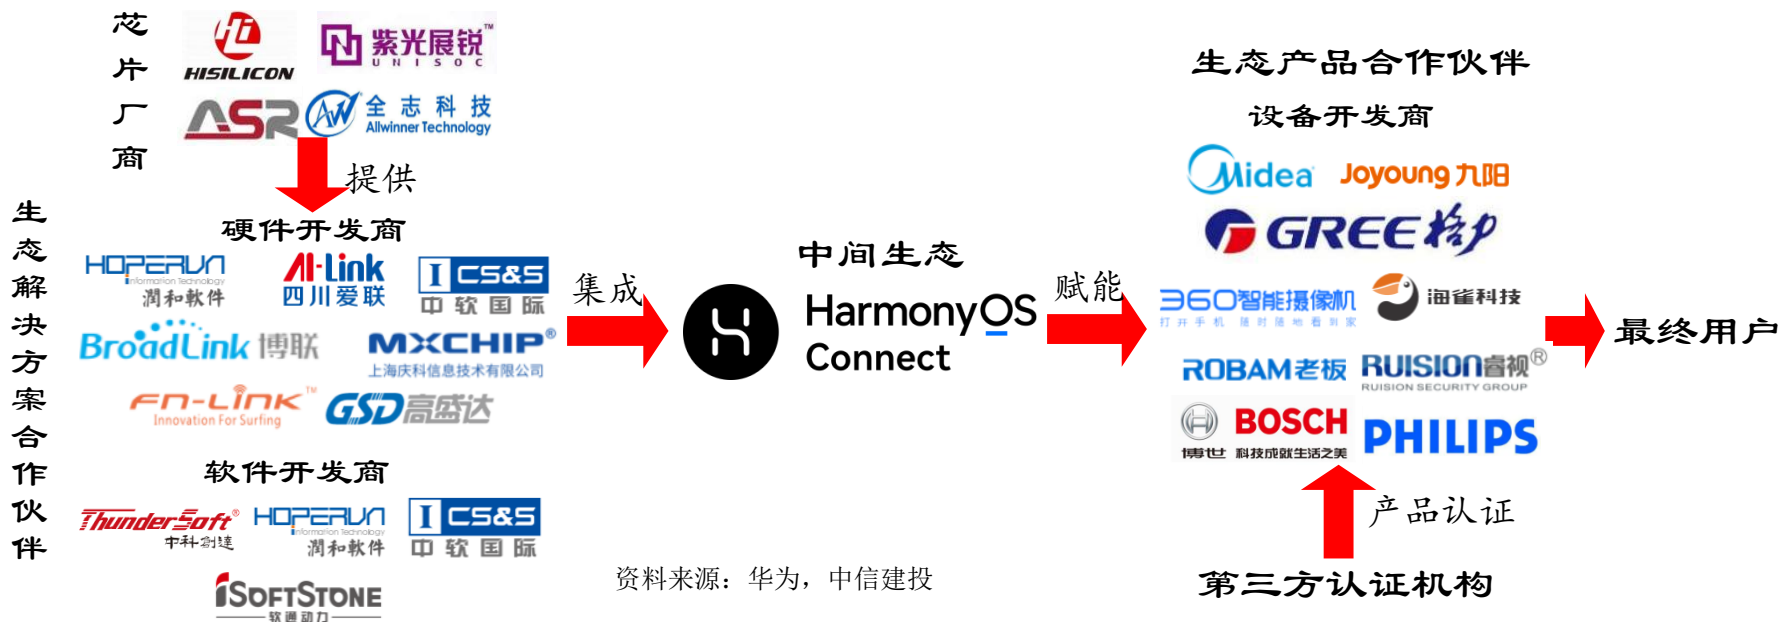 芯片厂商
HISILICON
紫光展锐™
UNISOC
ASR
全志科技
Allwinner Technology
提供
生态解决方案合作伙伴
硬件开发商
HOPERUN
Information Technology
潤和軟件
AI-Link
四川爱联
ICS&S
中软国际
BroadLink 博联
MXCHIP®
上海庆科信息技术有限公司
Fn-Link™
Innovation For Surfing
GSD高盛达
软件开发商
ThunderSoft®
中科创達
HOPERUN
Information Technology
潤和軟件
ICS&S
中软国际
iSOFTSTONE
软通动力
集成
中间生态
HarmonyOS
Connect
赋能
生态产品合作伙伴
设备开发商
Midea
Joyoung 九阳
GREE 格力
360智能摄像机
打开手机 随时随地看到家
海雀科技
ROBAM老板
RUISION睿视®
RUISION SECURITY GROUP
BOSCH
博世 科技成就生活之美
PHILIPS
最终用户
产品认证
第三方认证机构
资料来源：华为，中信建投